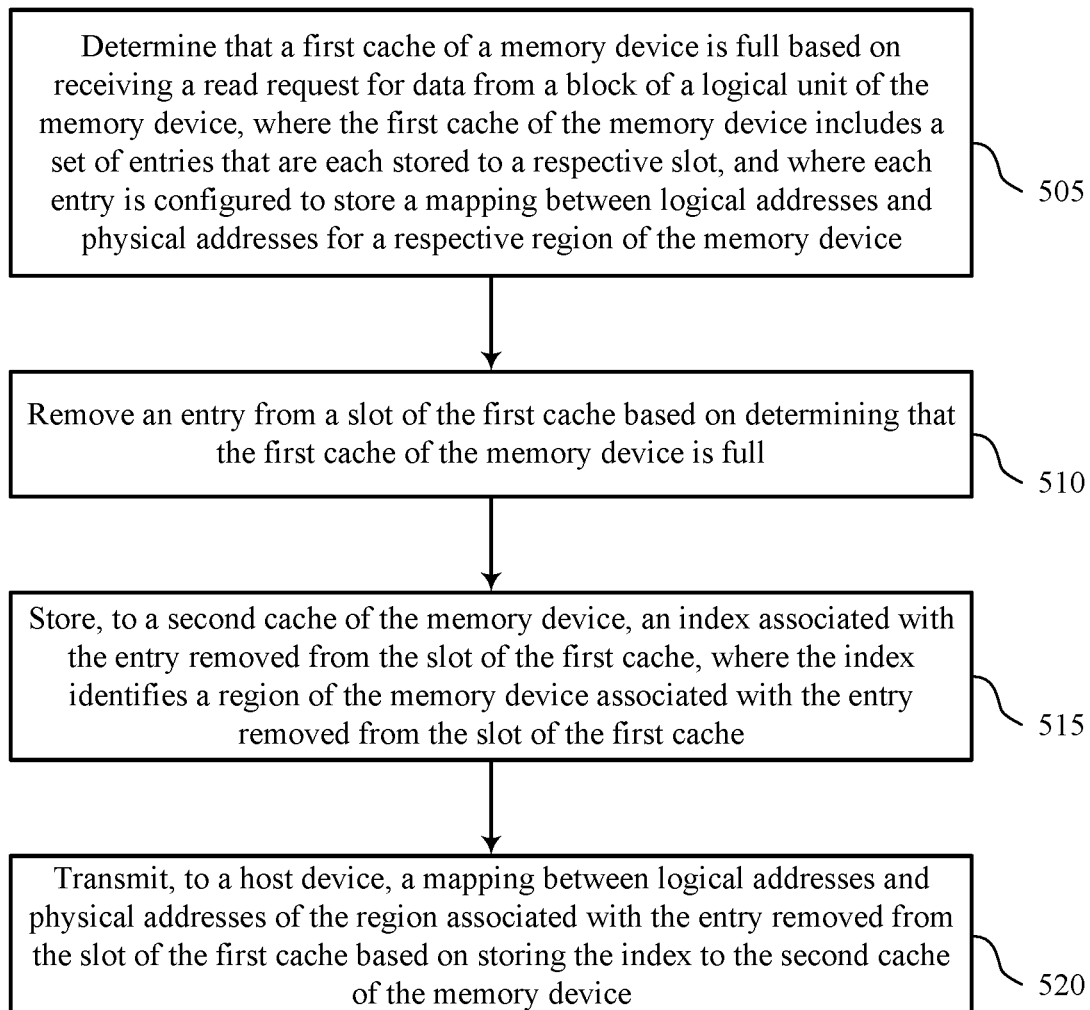 Determine that a first cache of a memory device is full based on
receiving a read request for data from a block of a logical unit of the
memory device, where the first cache of the memory device includes a
set of entries that are each stored to a respective slot, and where each
entry is configured to store a mapping between logical addresses and
physical addresses for a respective region of the memory device
505
Remove an entry from a slot of the first cache based on determining that
the first cache of the memory device is full
510
Store, to a second cache of the memory device, an index associated with
the entry removed from the slot of the first cache, where the index
identifies a region of the memory device associated with the entry
removed from the slot of the first cache
515
Transmit, to a host device, a mapping between logical addresses and
physical addresses of the region associated with the entry removed from
the slot of the first cache based on storing the index to the second cache
of the memory device
520